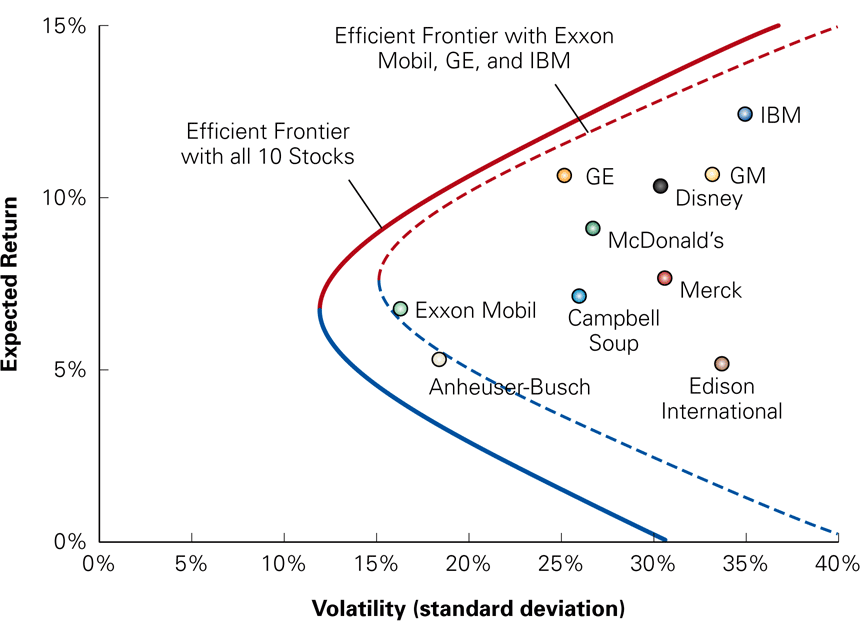 15%
Efficient Frontier with Exxon
Mobil, GE, and IBM
IBM
Efficient Frontier
with all 10 Stocks
GE
GM
Disney
10%
McDonald’s
Merck
Exxon Mobil
Campbell
Soup
5%
Anheuser-Busch
Edison
International
0%
Expected Return
0%
5%
10%
15%
20%
25%
30%
35%
40%
Volatility (standard deviation)